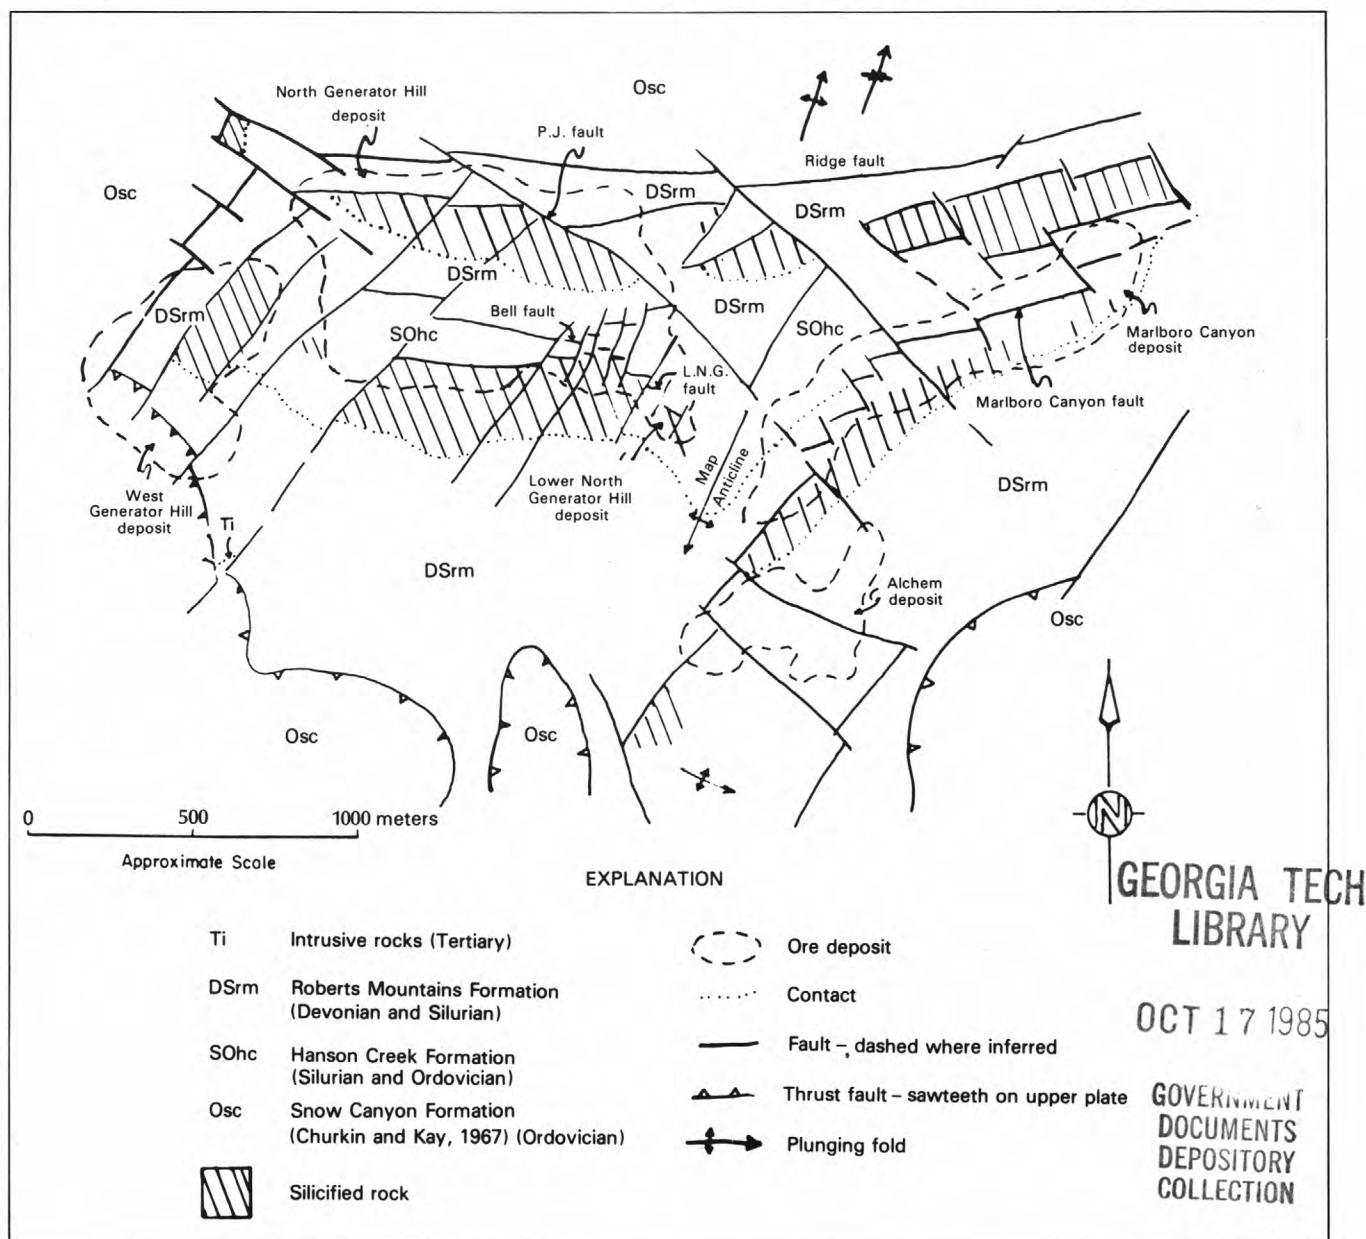 North Generator Hill
deposit
Osc
P.J. fault
Ridge fault
Osc
DSrm
DSrm
DSrm
DSrm
Bell fault
DSrm
SOhc
SOhc
Marlboro Canyon
deposit
L.N.G.
fault
Marlboro Canyon fault
Map
Anticline
West
Generator Hill
deposit
Lower North
Generator Hill
deposit
DSrm
Ti
DSrm
Alchem
deposit
Osc
Osc
Osc
N
0 500 1000 meters
Approximate Scale
EXPLANATION
Ti Intrusive rocks (Tertiary)
DSrm Roberts Mountains Formation
(Devonian and Silurian)
SOhc Hanson Creek Formation
(Silurian and Ordovician)
Osc Snow Canyon Formation
(Churkin and Kay, 1967) (Ordovician)
Silicified rock
Ore deposit
Contact
Fault – dashed where inferred
Thrust fault – sawteeth on upper plate
Plunging fold
GEORGIA TECH
LIBRARY
OCT 17 1985
GOVERNMENT
DOCUMENTS
DEPOSITORY
COLLECTION